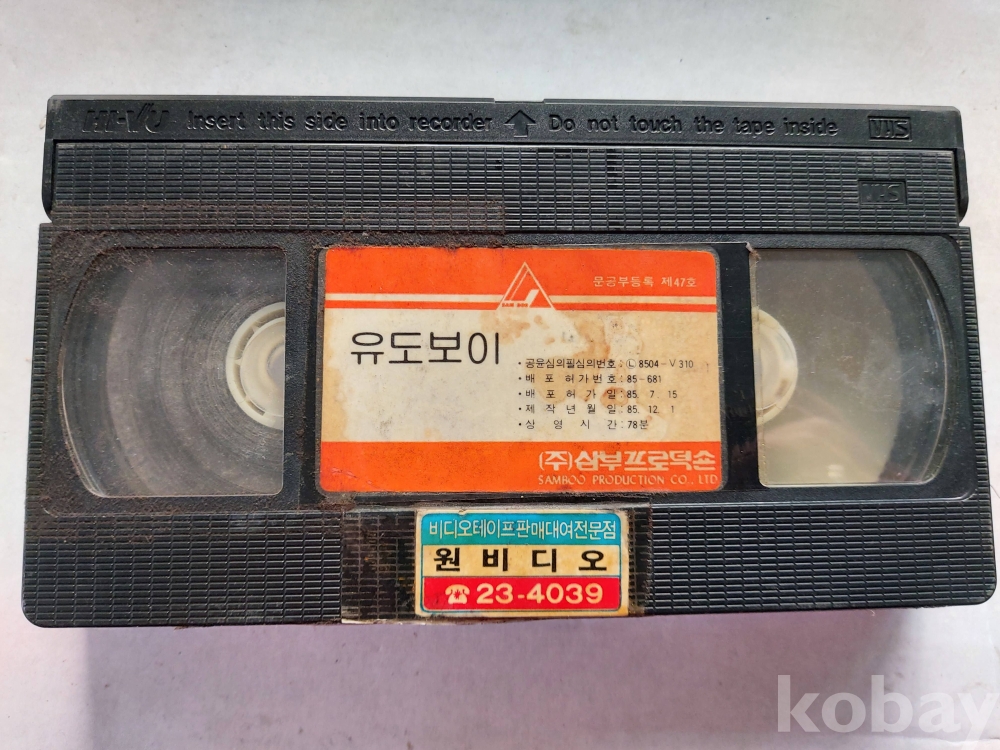 HI-VU Insert this side into recorder Do not touch the tape inside VHS
VHS
SAM BOO
문공부등록 제47호
유도보이
• 공윤심의필심의번호 : Ⓛ 8504-V 310
• 배포허가번호 : 85-681
• 배포허가일 : 85. 7. 15
• 제작년월일 : 85. 12. 1
• 상영시간 : 78분
(주)삼부프로덕숀
SAMBOO PRODUCTION CO., LTD
비디오테이프판매대여전문점
원비디오
☎ 23-4039
kobay